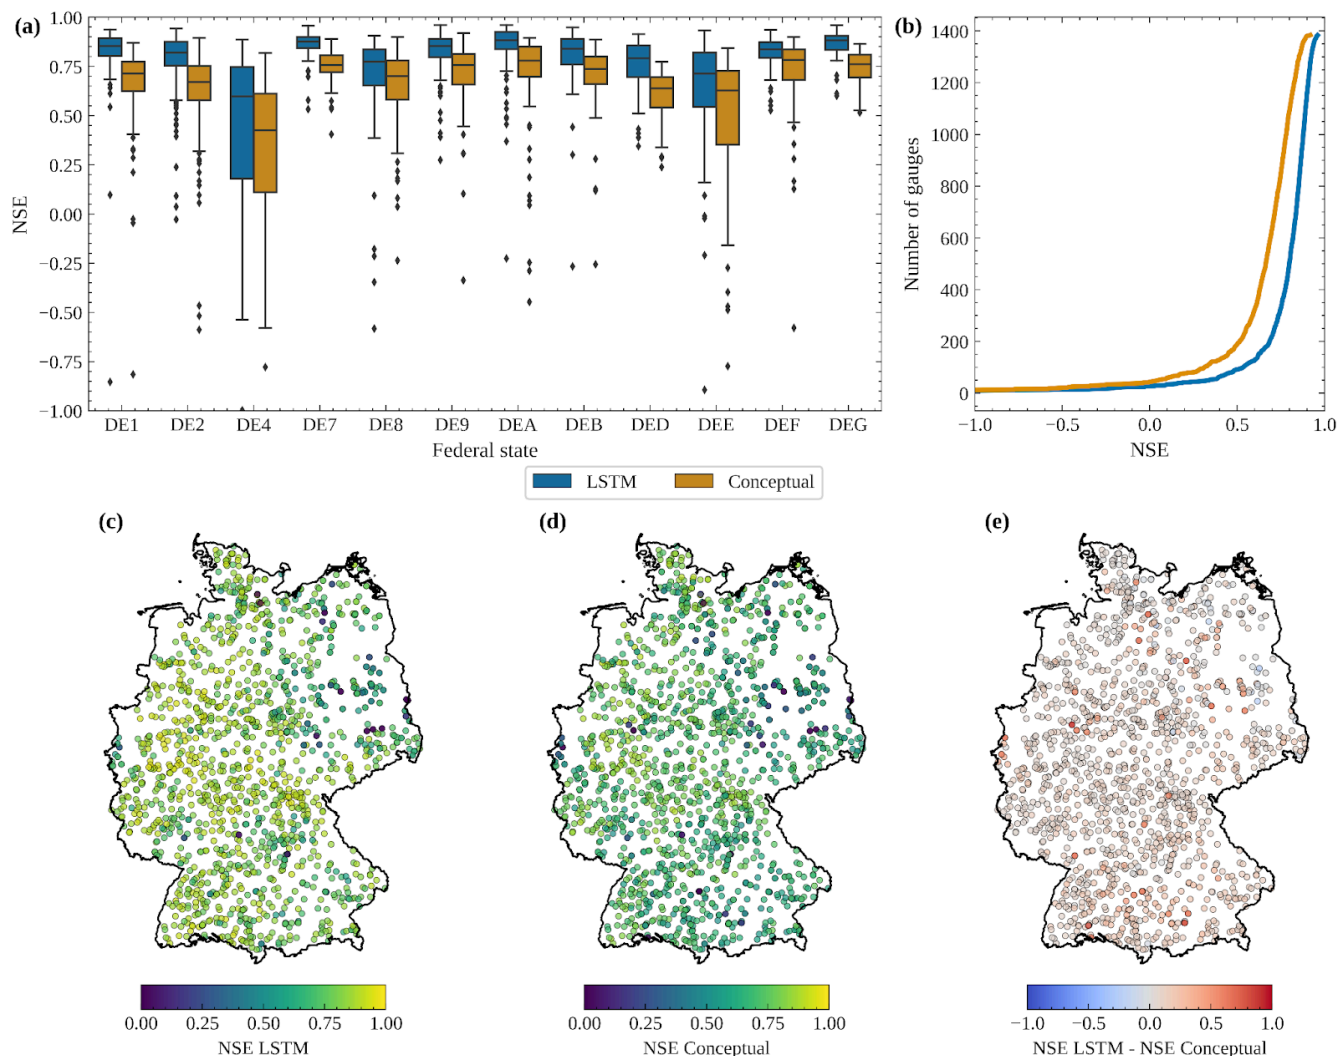 (a)
1.00
0.75
0.50
0.25
0.00
−0.25
−0.50
−0.75
−1.00
NSE
DE1 DE2 DE4 DE7 DE8 DE9 DEA DEB DED DEE DEF DEG
Federal state
(b)
1400
1200
1000
800
600
400
200
0
Number of gauges
−1.0 −0.5 0.0 0.5 1.0
NSE
LSTM Conceptual
(c)
0.00 0.25 0.50 0.75 1.00
NSE LSTM
(d)
0.00 0.25 0.50 0.75 1.00
NSE Conceptual
(e)
−1.0 −0.5 0.0 0.5 1.0
NSE LSTM - NSE Conceptual